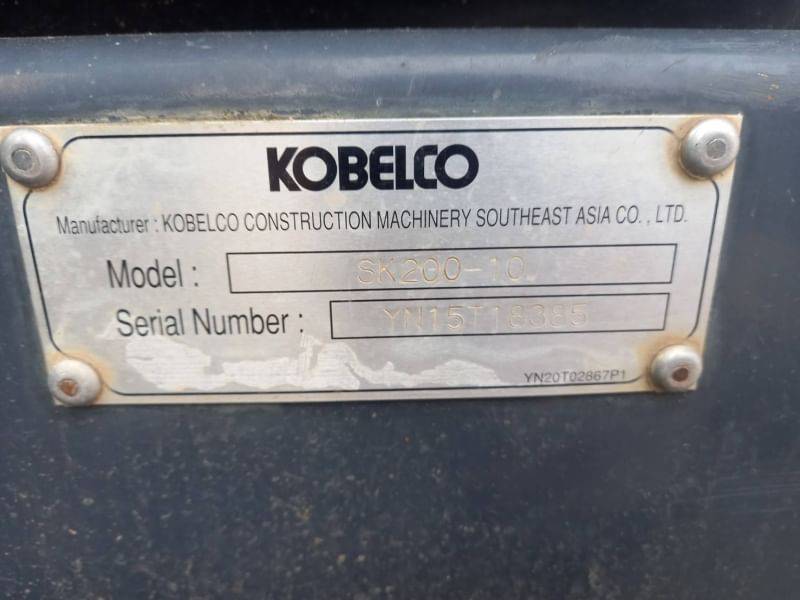 KOBELCO
Manufacturer : KOBELCO CONSTRUCTION MACHINERY SOUTHEAST ASIA CO., LTD.
Model : SK200-10
Serial Number : YN15T18385
YN20T02867P1